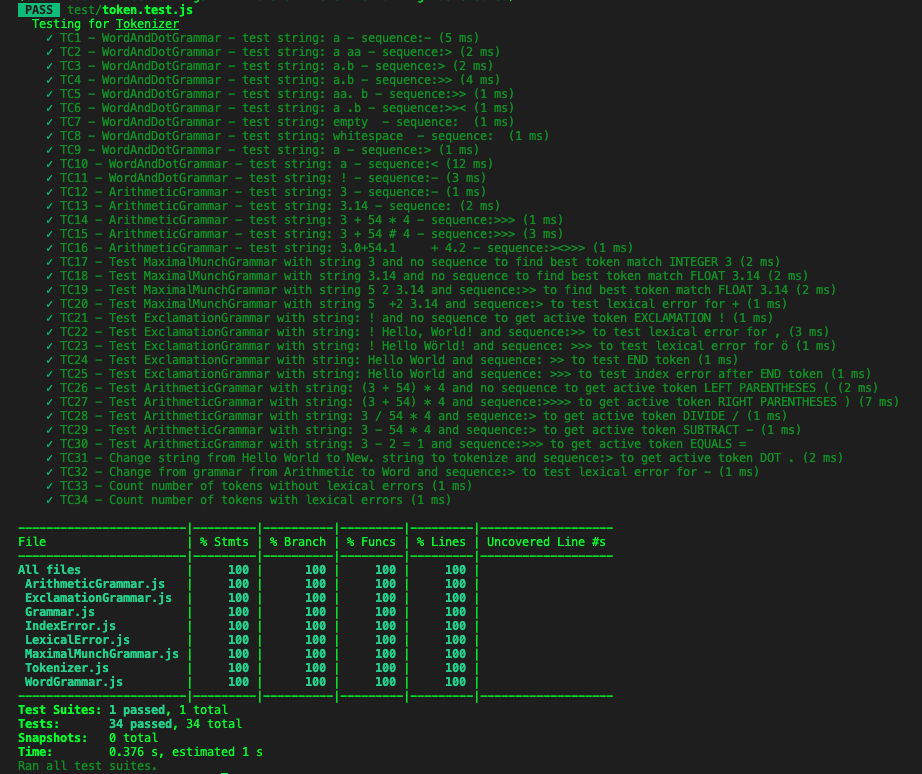 PASS test/token.test.js
Testing for Tokenizer
✓ TC1 - WordAndDotGrammar - test string: a - sequence:- (5 ms)
✓ TC2 - WordAndDotGrammar - test string: a aa - sequence:> (2 ms)
✓ TC3 - WordAndDotGrammar - test string: a.b - sequence:> (2 ms)
✓ TC4 - WordAndDotGrammar - test string: a.b - sequence:>> (4 ms)
✓ TC5 - WordAndDotGrammar - test string: aa. b - sequence:>> (1 ms)
✓ TC6 - WordAndDotGrammar - test string: a .b - sequence:>>< (1 ms)
✓ TC7 - WordAndDotGrammar - test string: empty  - sequence:  (1 ms)
✓ TC8 - WordAndDotGrammar - test string: whitespace  - sequence:  (1 ms)
✓ TC9 - WordAndDotGrammar - test string: a - sequence:> (1 ms)
✓ TC10 - WordAndDotGrammar - test string: a - sequence:< (12 ms)
✓ TC11 - WordAndDotGrammar - test string: ! - sequence:- (3 ms)
✓ TC12 - ArithmeticGrammar - test string: 3 - sequence:- (1 ms)
✓ TC13 - ArithmeticGrammar - test string: 3.14 - sequence: (2 ms)
✓ TC14 - ArithmeticGrammar - test string: 3 + 54 * 4 - sequence:>>> (1 ms)
✓ TC15 - ArithmeticGrammar - test string: 3 + 54 # 4 - sequence:>>> (3 ms)
✓ TC16 - ArithmeticGrammar - test string: 3.0+54.1     + 4.2 - sequence:><>>> (1 ms)
✓ TC17 - Test MaximalMunchGrammar with string 3 and no sequence to find best token match INTEGER 3 (2 ms)
✓ TC18 - Test MaximalMunchGrammar with string 3.14 and no sequence to find best token match FLOAT 3.14 (2 ms)
✓ TC19 - Test MaximalMunchGrammar with string 5 2 3.14 and sequence:>> to find best token match FLOAT 3.14 (2 ms)
✓ TC20 - Test MaximalMunchGrammar with string 5  +2 3.14 and sequence:> to test lexical error for + (1 ms)
✓ TC21 - Test ExclamationGrammar with string: ! and no sequence to get active token EXCLAMATION ! (1 ms)
✓ TC22 - Test ExclamationGrammar with string: ! Hello, World! and sequence:>> to test lexical error for , (3 ms)
✓ TC23 - Test ExclamationGrammar with string: ! Hello Wörld! and sequence: >>> to test lexical error for ö (1 ms)
✓ TC24 - Test ExclamationGrammar with string: Hello World and sequence: >> to test END token (1 ms)
✓ TC25 - Test ExclamationGrammar with string: Hello World and sequence: >>> to test index error after END token (1 ms)
✓ TC26 - Test ArithmeticGrammar with string: (3 + 54) * 4 and no sequence to get active token LEFT PARENTHESES ( (2 ms)
✓ TC27 - Test ArithmeticGrammar with string: (3 + 54) * 4 and sequence:>>>> to get active token RIGHT PARENTHESES ) (7 ms)
✓ TC28 - Test ArithmeticGrammar with string: 3 / 54 * 4 and sequence:> to get active token DIVIDE / (1 ms)
✓ TC29 - Test ArithmeticGrammar with string: 3 - 54 * 4 and sequence:> to get active token SUBTRACT - (1 ms)
✓ TC30 - Test ArithmeticGrammar with string: 3 - 2 = 1 and sequence:>>> to get active token EQUALS =
✓ TC31 - Change string from Hello World to New. string to tokenize and sequence:> to get active token DOT . (2 ms)
✓ TC32 - Change from grammar from Arithmetic to Word and sequence:> to test lexical error for - (1 ms)
✓ TC33 - Count number of tokens without lexical errors (1 ms)
✓ TC34 - Count number of tokens with lexical errors (1 ms)
File | % Stmts | % Branch | % Funcs | % Lines | Uncovered Line #s
All files | 100 | 100 | 100 | 100 |
ArithmeticGrammar.js | 100 | 100 | 100 | 100 |
ExclamationGrammar.js | 100 | 100 | 100 | 100 |
Grammar.js | 100 | 100 | 100 | 100 |
IndexError.js | 100 | 100 | 100 | 100 |
LexicalError.js | 100 | 100 | 100 | 100 |
MaximalMunchGrammar.js | 100 | 100 | 100 | 100 |
Tokenizer.js | 100 | 100 | 100 | 100 |
WordGrammar.js | 100 | 100 | 100 | 100 |
Test Suites: 1 passed, 1 total
Tests: 34 passed, 34 total
Snapshots: 0 total
Time: 0.376 s, estimated 1 s
Ran all test suites.